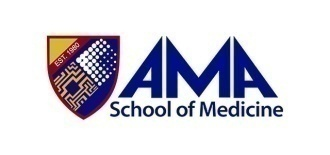 EST. 1980
AMA
School of Medicine